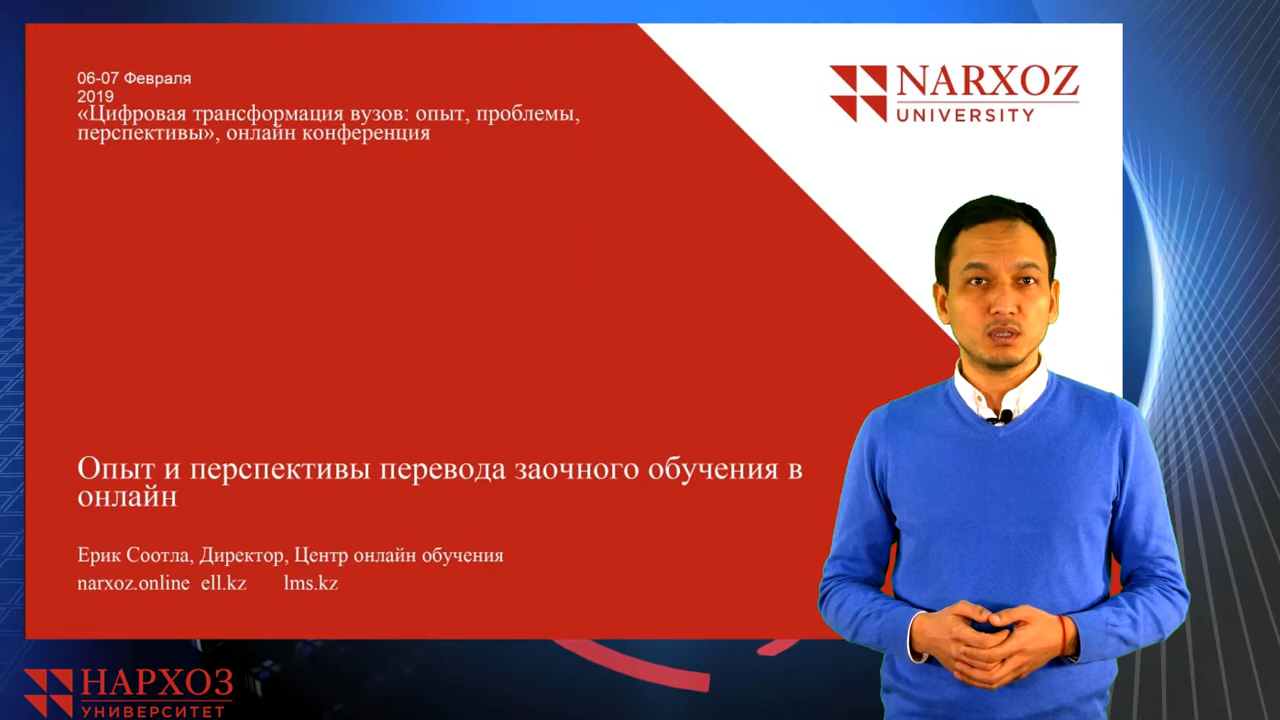 06-07 Февраля
2019
«Цифровая трансформация вузов: опыт, проблемы,
перспективы», онлайн конференция
NARXOZ
UNIVERSITY
Опыт и перспективы перевода заочного обучения в
онлайн
Ерик Соотла, Директор, Центр онлайн обучения
narxoz.online ell.kz lms.kz
НАРХОЗ
УНИВЕРСИТЕТ